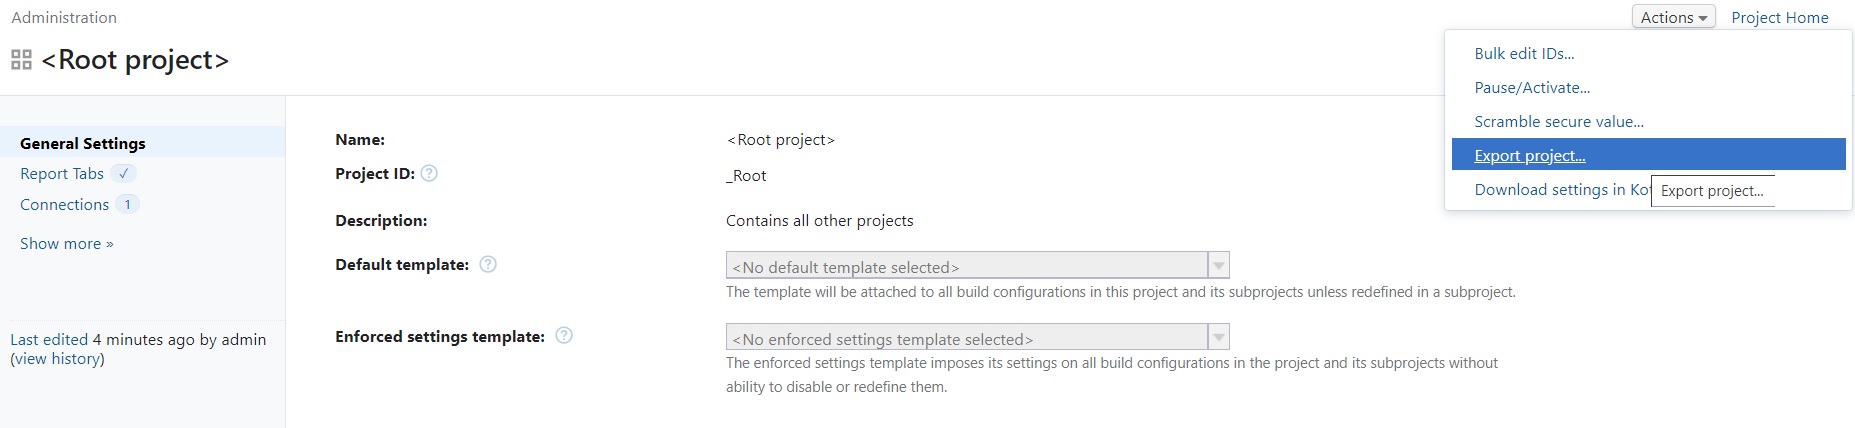 Administration
Actions
Project Home
<Root project>
Bulk edit IDs...
Pause/Activate...
Scramble secure value...
Export project...
Download settings in
Export project...
General Settings
Report Tabs
Connections 1
Show more »
Last edited 4 minutes ago by admin
(view history)
Name: <Root project>
Project ID: ? _Root
Description: Contains all other projects
Default template: ? <No default template selected>
The template will be attached to all build configurations in this project and its subprojects unless redefined in a subproject.
Enforced settings template: ? <No enforced settings template selected>
The enforced settings template imposes its settings on all build configurations in the project and its subprojects without
ability to disable or redefine them.